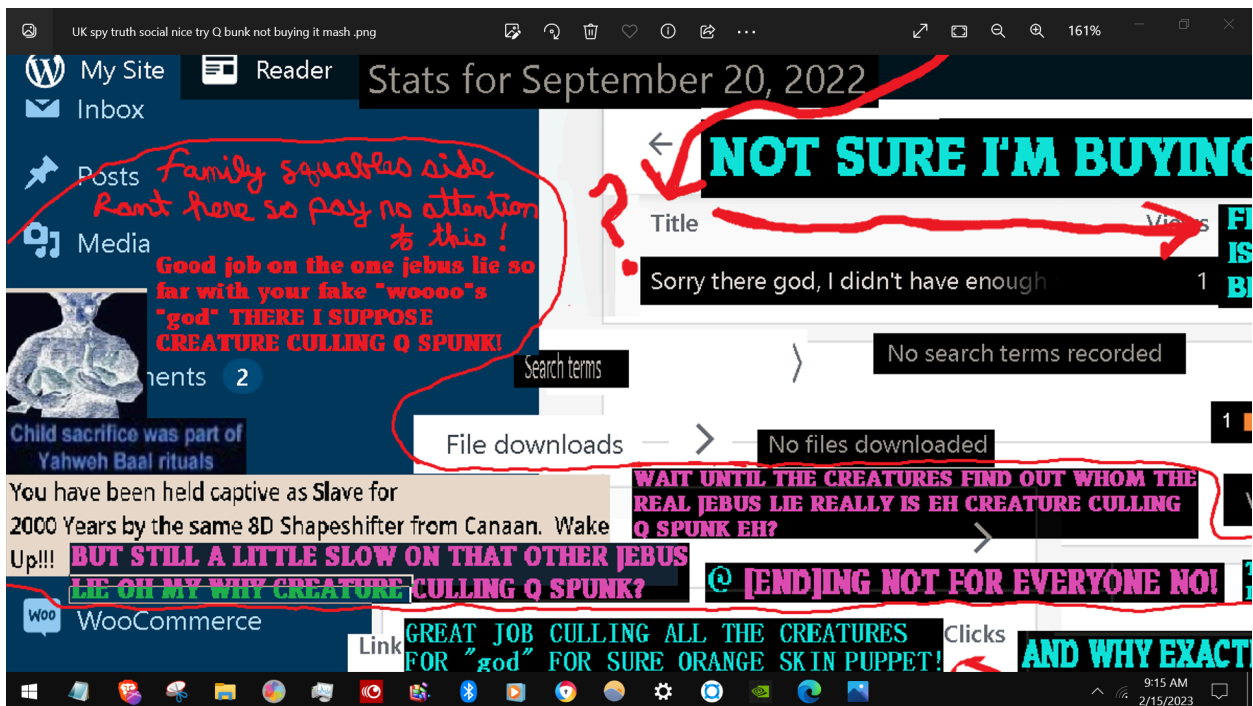 UK spy truth social nice try Q bunk not buying it mash .png
161%
My Site
Reader
Stats for September 20, 2022
Inbox
NOT SURE I'M BUYING
Posts
Family squables side
Rant here so pay no attention
to this!
?
Media
Title
Views
FI
IS
BE
Good job on the one jebus lie so
far with your fake "woooo"s
"god" THERE I SUPPOSE
CREATURE CULLING Q SPUNK!
Sorry there god, I didn't have enough
1
ments 2
Search terms
No search terms recorded
1
Child sacrifice was part of
Yahweh Baal rituals
File downloads
No files downloaded
You have been held captive as Slave for
2000 Years by the same 8D Shapeshifter from Canaan. Wake
Up!!!
WAIT UNTIL THE CREATURES FIND OUT WHOM THE
REAL JEBUS LIE REALLY IS EH CREATURE CULLING
Q SPUNK EH?
BUT STILL A LITTLE SLOW ON THAT OTHER JEBUS
LIE OH MY WHY CREATURE CULLING Q SPUNK?
@ [END]ING NOT FOR EVERYONE NO!
Woo
WooCommerce
Link
GREAT JOB CULLING ALL THE CREATURES
FOR "god" FOR SURE ORANGE SKIN PUPPET!
Clicks
AND WHY EXACT
9:15 AM
2/15/2023